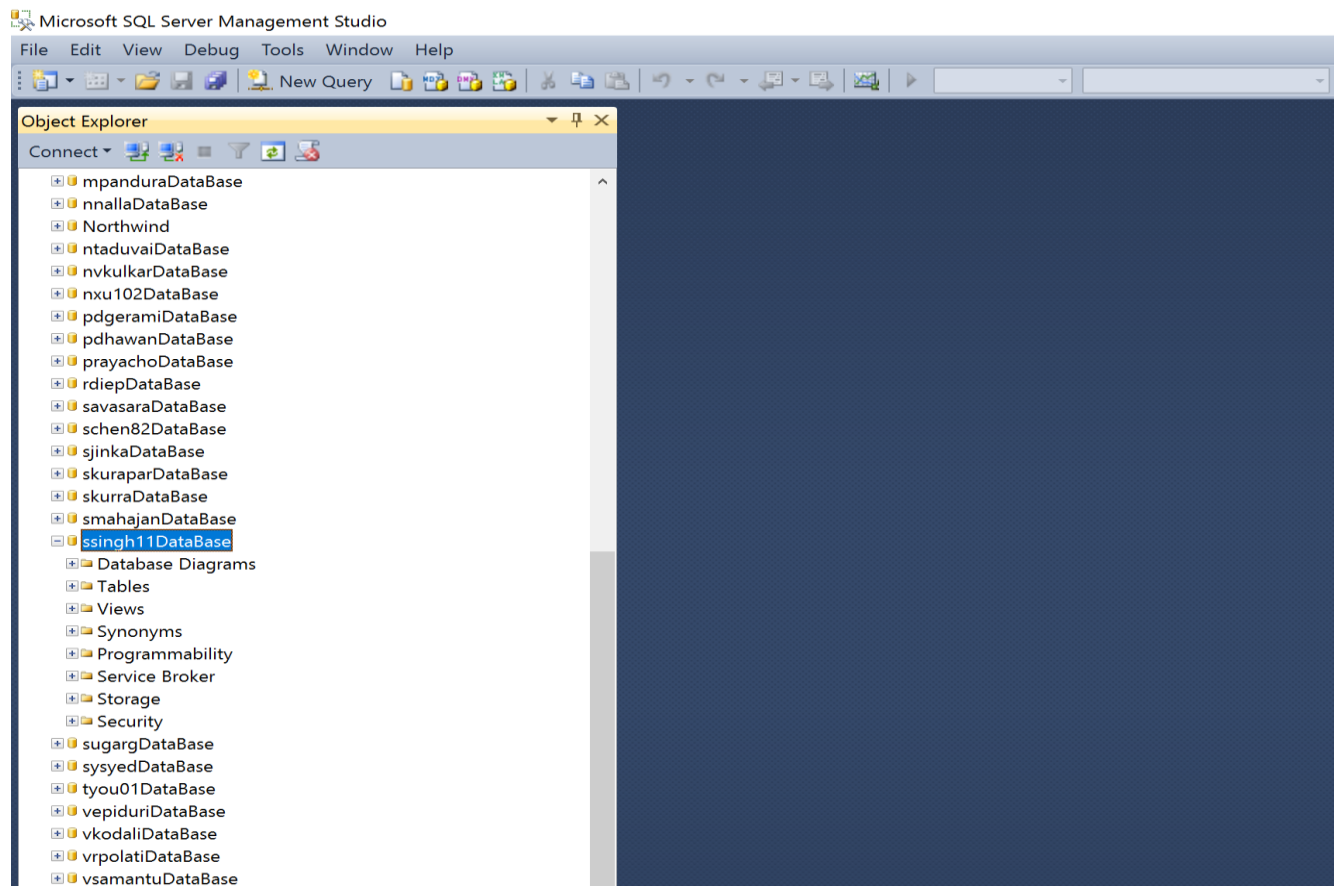 Microsoft SQL Server Management Studio
File Edit View Debug Tools Window Help
New Query
Object Explorer
Connect
mpanduraDataBase
nnallaDataBase
Northwind
ntaduvaiDataBase
nvkulkarDataBase
nxu102DataBase
pdgeramiDataBase
pdhawanDataBase
prayachoDataBase
rdiepDataBase
savasaraDataBase
schen82DataBase
sjinkaDataBase
skuraparDataBase
skurraDataBase
smahajanDataBase
ssingh11DataBase
Database Diagrams
Tables
Views
Synonyms
Programmability
Service Broker
Storage
Security
sugargDataBase
sysyedDataBase
tyou01DataBase
vepiduriDataBase
vkodaliDataBase
vrpolatiDataBase
vsamantuDataBase